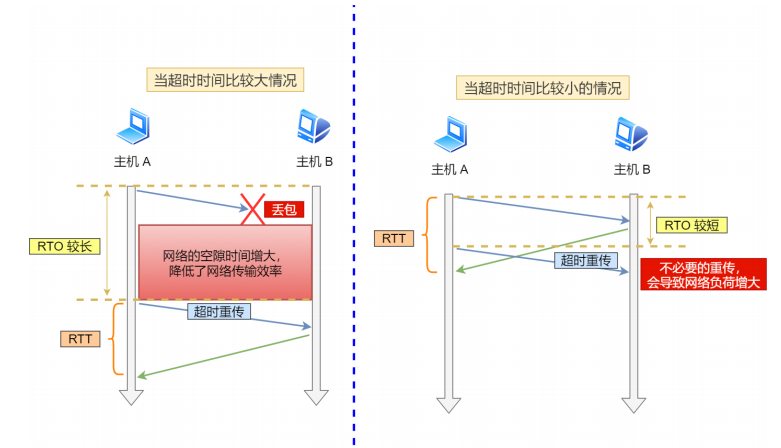 当超时时间比较大情况
主机 A
主机 B
丢包
RTO 较长
网络的空隙时间增大，
降低了网络传输效率
超时重传
RTT
当超时时间比较小的情况
主机 A
主机 B
RTT
RTO 较短
超时重传
不必要的重传，
会导致网络负荷增大